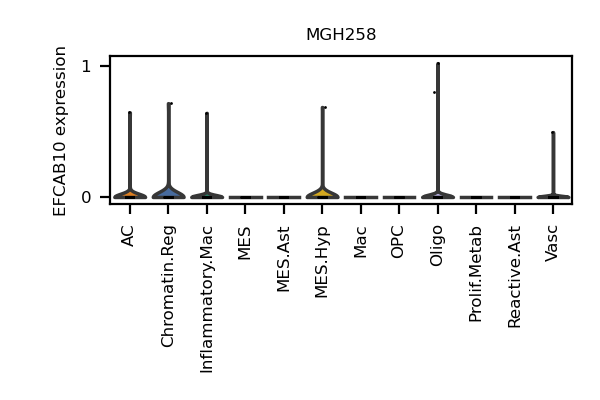 MGH258
EFCAB10 expression
1
0
AC
Chromatin.Reg
Inflammatory.Mac
MES
MES.Ast
MES.Hyp
Mac
OPC
Oligo
Prolif.Metab
Reactive.Ast
Vasc